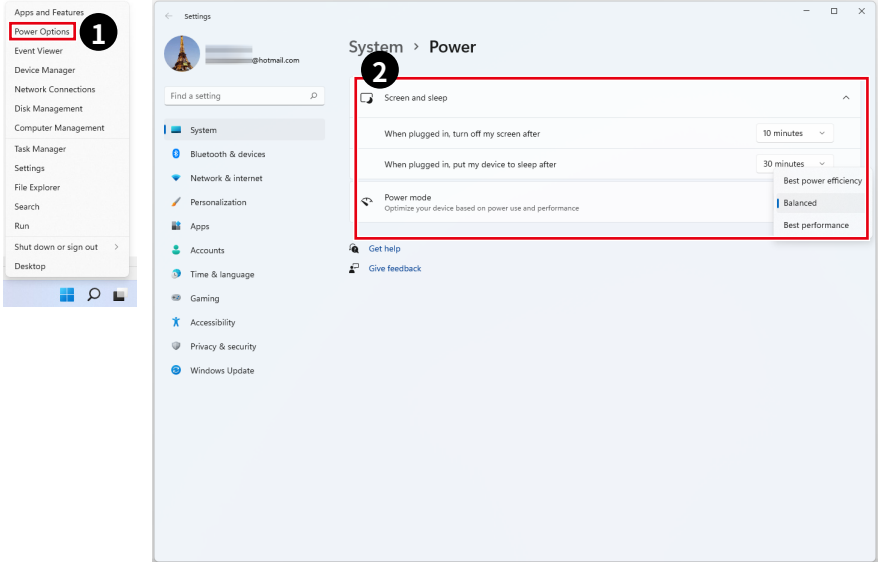 Apps and Features
Power Options
1
Event Viewer
Device Manager
Network Connections
Disk Management
Computer Management
Task Manager
Settings
File Explorer
Search
Run
Shut down or sign out
Desktop
Settings
@hotmail.com
Find a setting
System
Bluetooth & devices
Network & internet
Personalization
Apps
Accounts
Time & language
Gaming
Accessibility
Privacy & security
Windows Update
System > Power
2
Screen and sleep
When plugged in, turn off my screen after
10 minutes
When plugged in, put my device to sleep after
30 minutes
Power mode
Optimize your device based on power use and performance
Best power efficiency
Balanced
Best performance
Get help
Give feedback